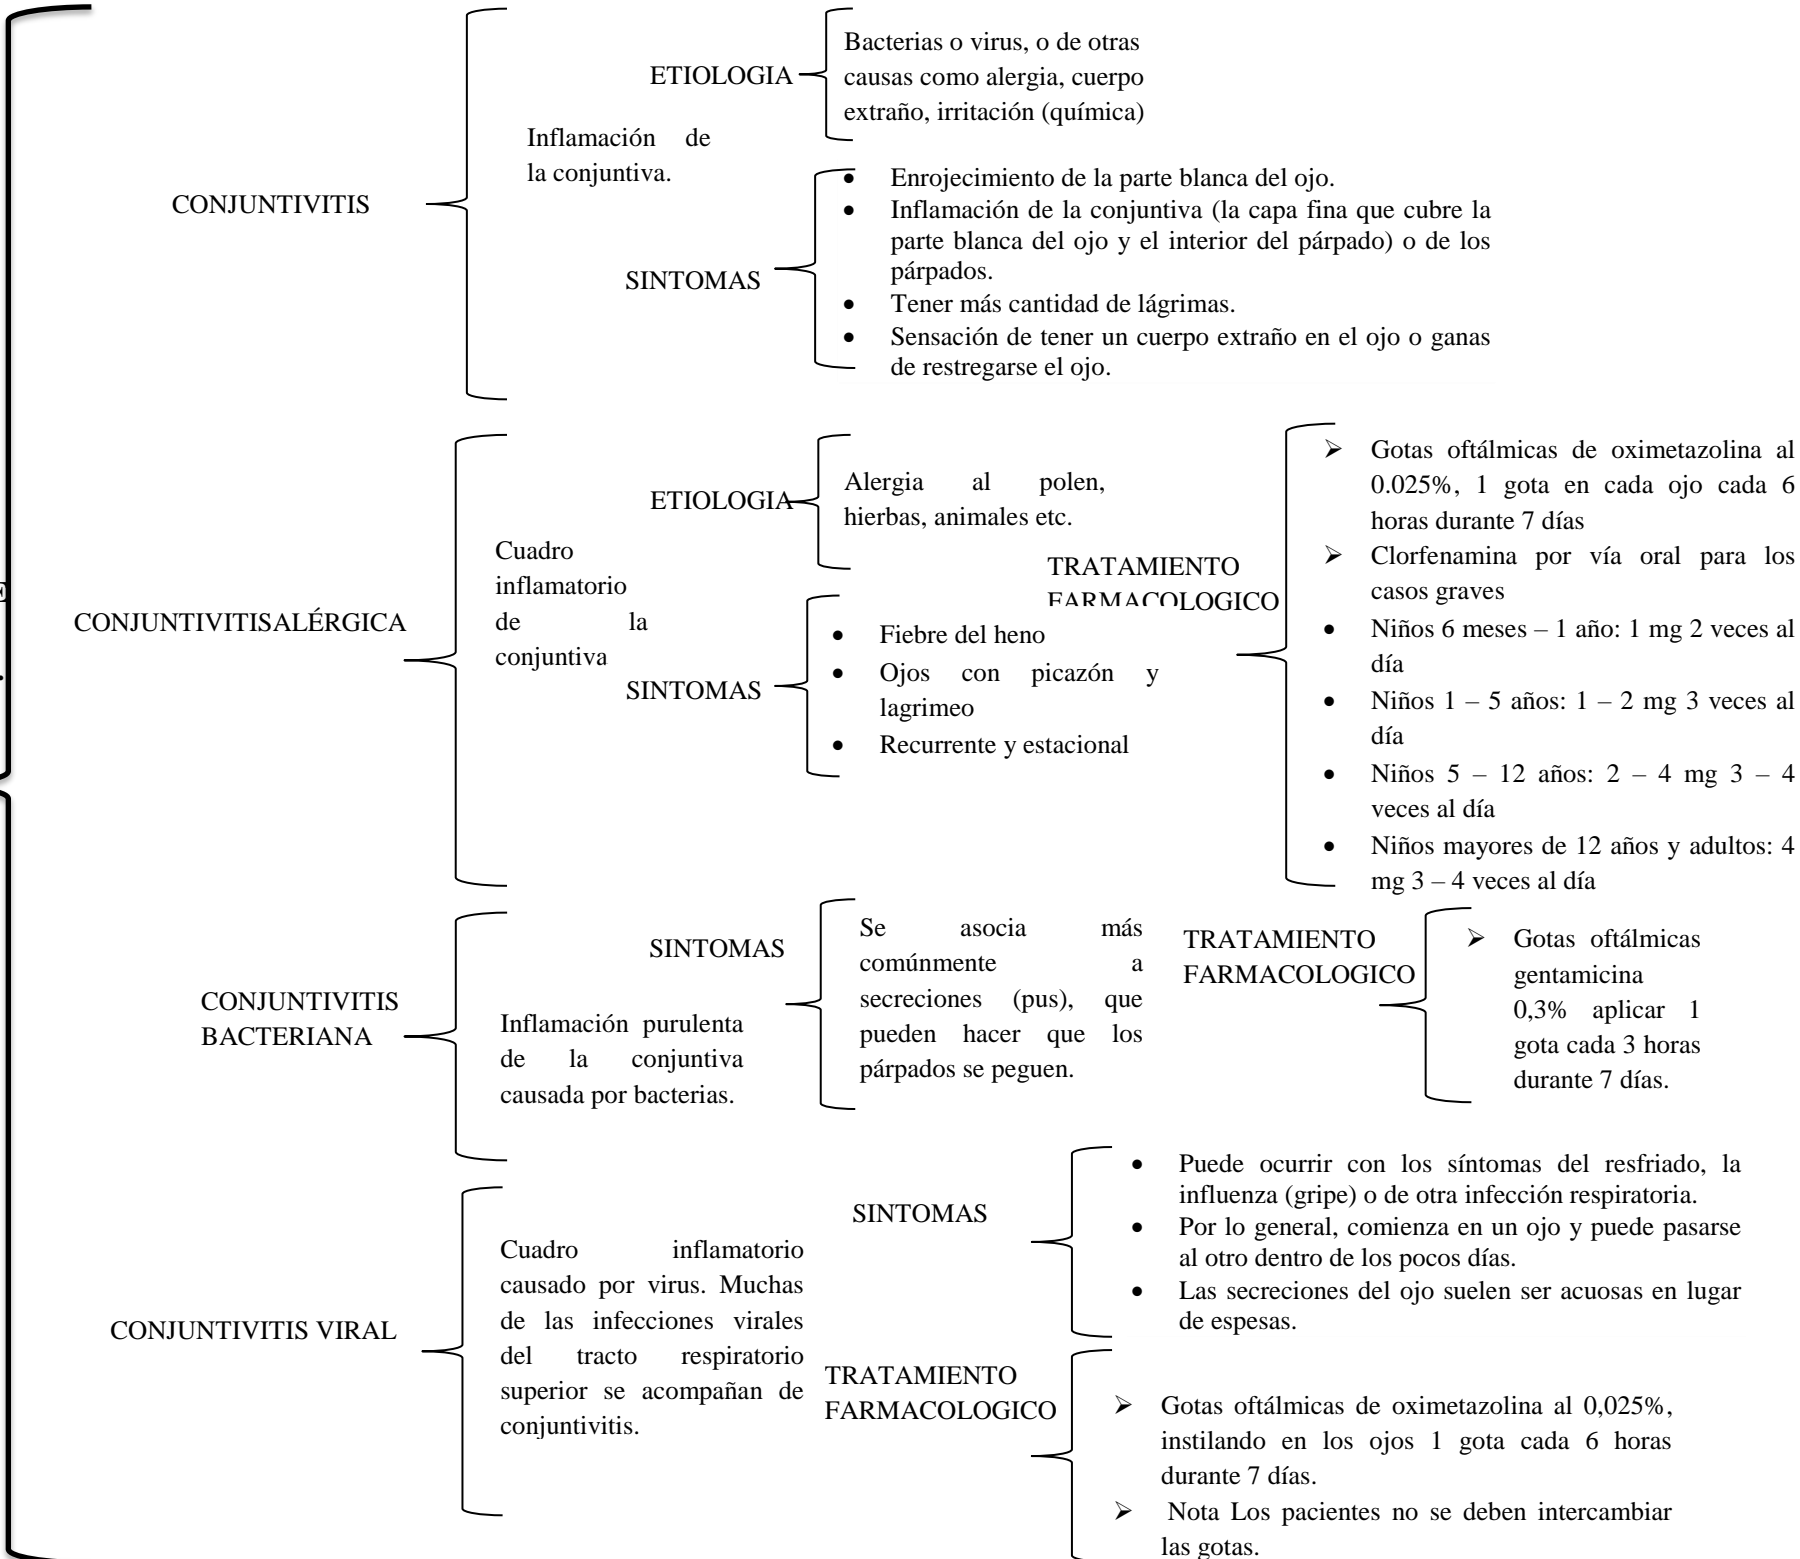 CONJUNTIVITIS
Inflamación de
la conjuntiva.
ETIOLOGIA
Bacterias o virus, o de otras
causas como alergia, cuerpo
extraño, irritación (química)
SINTOMAS
• Enrojecimiento de la parte blanca del ojo.
• Inflamación de la conjuntiva (la capa fina que cubre la
parte blanca del ojo y el interior del párpado) o de los
párpados.
• Tener más cantidad de lágrimas.
• Sensación de tener un cuerpo extraño en el ojo o ganas
de restregarse el ojo.
CONJUNTIVITISALÉRGICA
Cuadro
inflamatorio
de la
conjuntiva
ETIOLOGIA
Alergia al polen,
hierbas, animales etc.
SINTOMAS
• Fiebre del heno
• Ojos con picazón y
lagrimeo
• Recurrente y estacional
TRATAMIENTO
FARMACOLOGICO
➢ Gotas oftálmicas de oximetazolina al
0.025%, 1 gota en cada ojo cada 6
horas durante 7 días
➢ Clorfenamina por vía oral para los
casos graves
• Niños 6 meses – 1 año: 1 mg 2 veces al
día
• Niños 1 – 5 años: 1 – 2 mg 3 veces al
día
• Niños 5 – 12 años: 2 – 4 mg 3 – 4
veces al día
• Niños mayores de 12 años y adultos: 4
mg 3 – 4 veces al día
CONJUNTIVITIS
BACTERIANA
Inflamación purulenta
de la conjuntiva
causada por bacterias.
SINTOMAS
Se asocia más
comúnmente a
secreciones (pus), que
pueden hacer que los
párpados se peguen.
TRATAMIENTO
FARMACOLOGICO
➢ Gotas oftálmicas
gentamicina
0,3% aplicar 1
gota cada 3 horas
durante 7 días.
CONJUNTIVITIS VIRAL
Cuadro inflamatorio
causado por virus. Muchas
de las infecciones virales
del tracto respiratorio
superior se acompañan de
conjuntivitis.
SINTOMAS
• Puede ocurrir con los síntomas del resfriado, la
influenza (gripe) o de otra infección respiratoria.
• Por lo general, comienza en un ojo y puede pasarse
al otro dentro de los pocos días.
• Las secreciones del ojo suelen ser acuosas en lugar
de espesas.
TRATAMIENTO
FARMACOLOGICO
➢ Gotas oftálmicas de oximetazolina al 0,025%,
instilando en los ojos 1 gota cada 6 horas
durante 7 días.
➢ Nota Los pacientes no se deben intercambiar
las gotas.